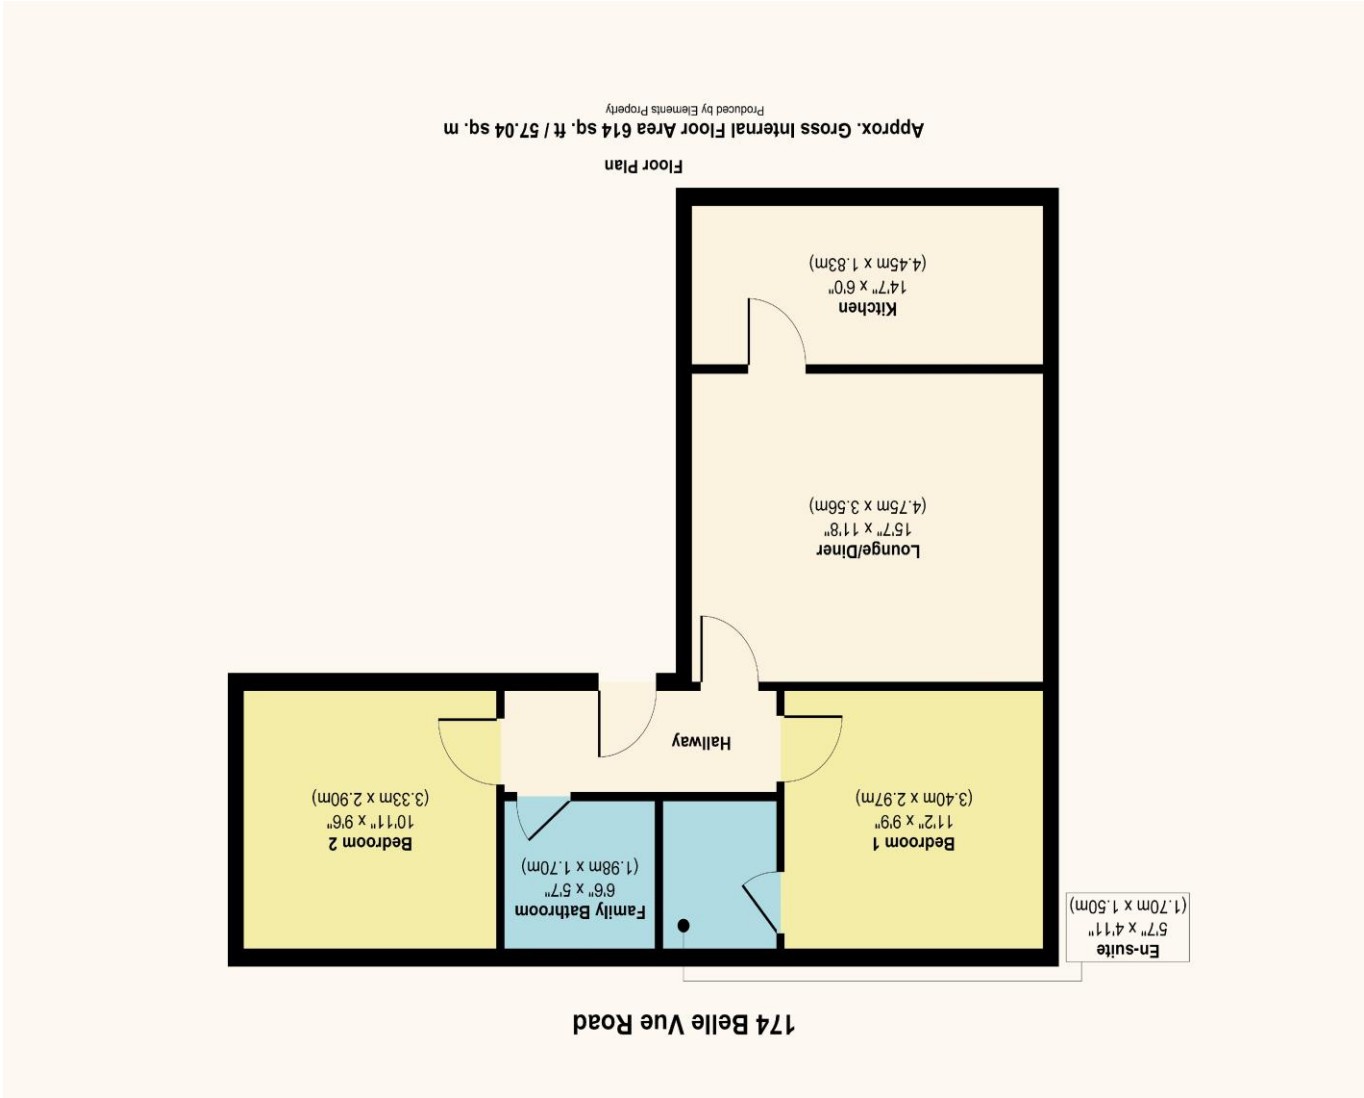 174 Belle Vue Road
En-suite
5'7" x 4'11"
(1.70m x 1.50m)
Bedroom 1
11'2" x 9'9"
(3.40m x 2.97m)
Family Bathroom
6'6" x 5'7"
(1.98m x 1.70m)
Bedroom 2
10'11" x 9'6"
(3.33m x 2.90m)
Hallway
Lounge/Diner
15'7" x 11'8"
(4.75m x 3.56m)
Kitchen
14'7" x 6'0"
(4.45m x 1.83m)
Floor Plan
Approx. Gross Internal Floor Area 614 sq. ft / 57.04 sq. m
Produced by Elements Property